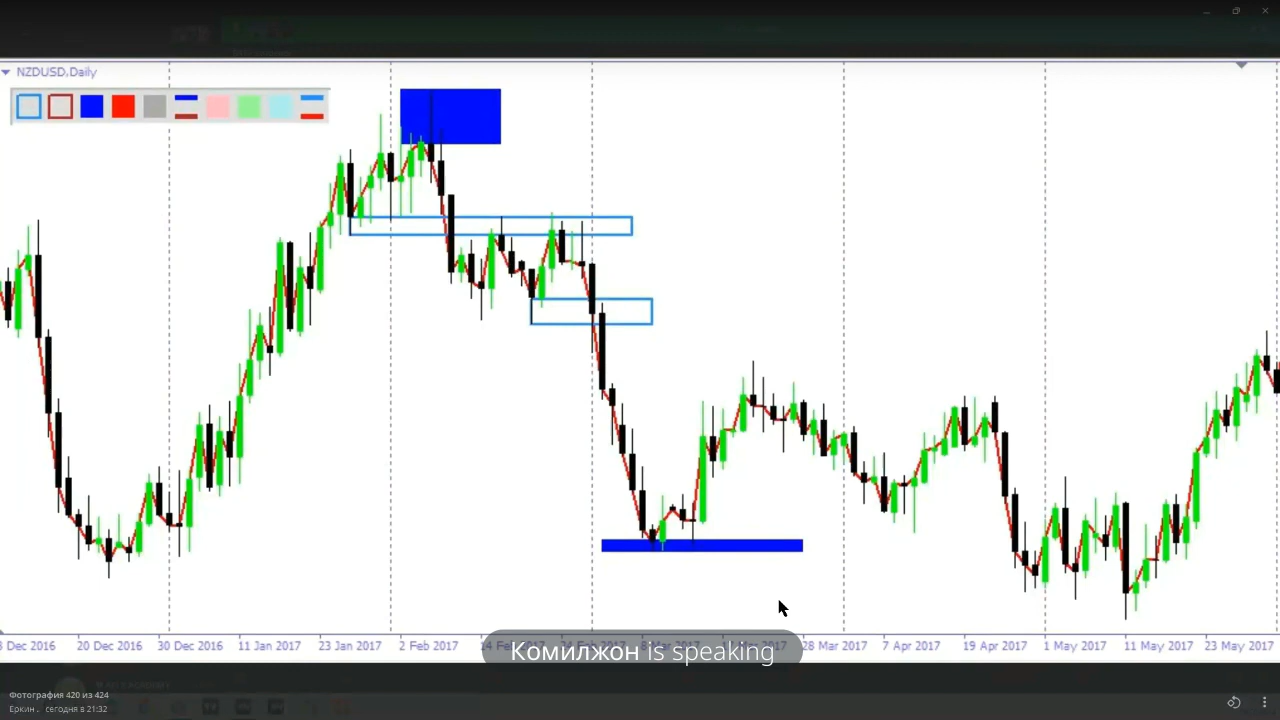 NZDUSD,Daily
Dec 2016 20 Dec 2016 30 Dec 2016 11 Jan 2017 23 Jan 2017 2 Feb 2017 28 Mar 2017 7 Apr 2017 19 Apr 2017 1 May 2017 11 May 2017 23 May 2017
Комилжон is speaking
Фотография 420 из 424
Еркин . сегодня в 21:32